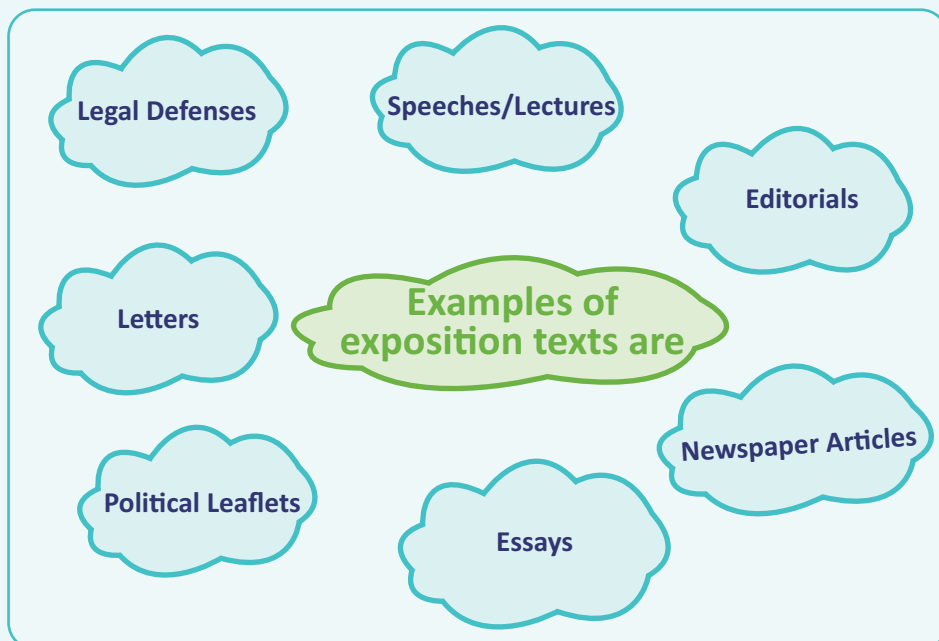 Legal Defenses
Speeches/Lectures
Editorials
Letters
Examples of
exposition texts are
Newspaper Articles
Political Leaflets
Essays